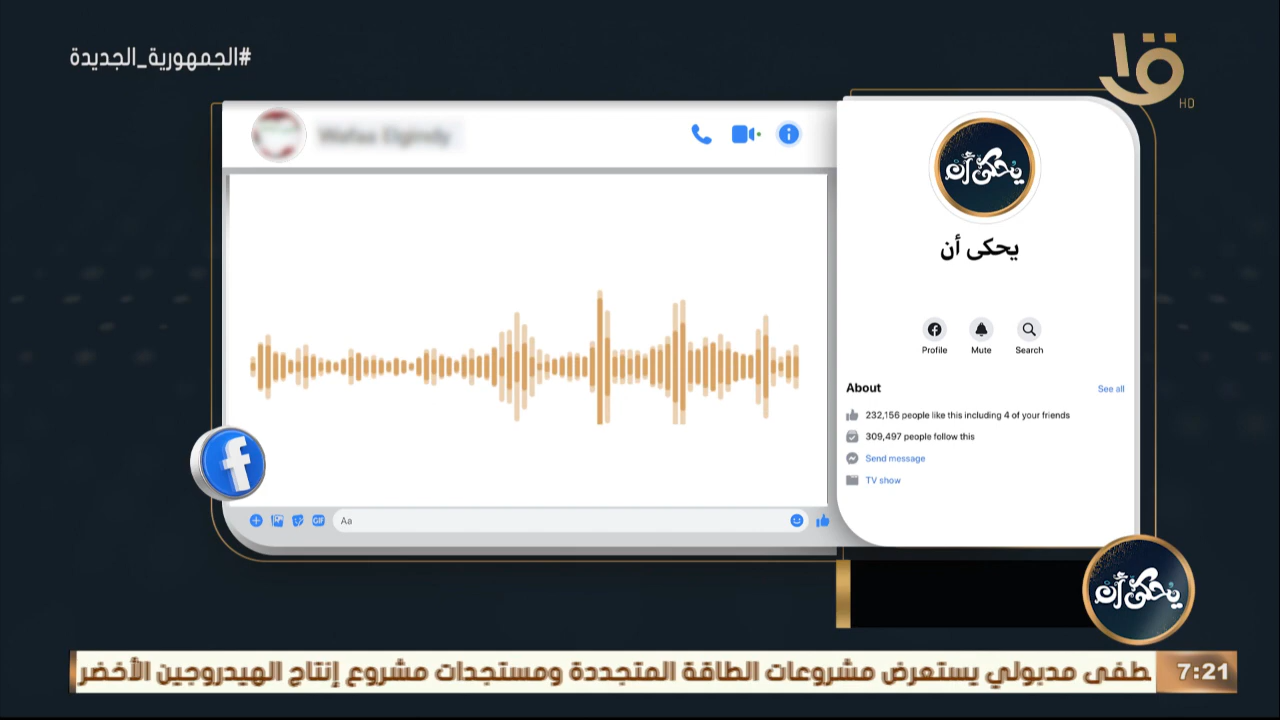 #الجمهورية_الجديدة
HD
يحكى أن
يحكى أن
Profile
Mute
Search
About
See all
232,156 people like this including 4 of your friends
309,497 people follow this
Send message
TV show
GIF
Aa
يحكى أن
7:21
مدبولي يستعرض مشروعات الطاقة المتجددة ومستجدات مشروع إنتاج الهيدروجين الأخضر